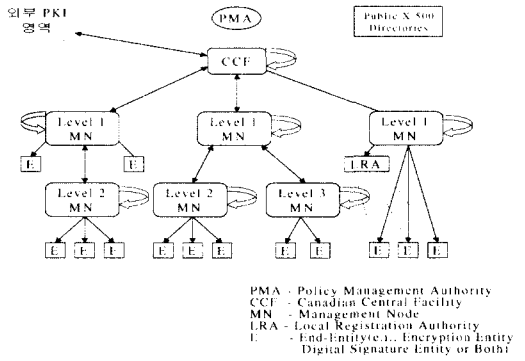 외부 PKI
영역
PMA
Public X 500
Directories
CCF
Level 1
MN
Level 1
MN
Level 1
MN
E
E
LRA
Level 2
MN
Level 2
MN
Level 3
MN
E E E
E E E
E E
E E E
PMA - Policy Management Authority
CCF - Canadian Central Facility
MN - Management Node
LRA - Local Registration Authority
E - End-Entity(e.i., Encryption Entity
Digital Signature Entity or Both)